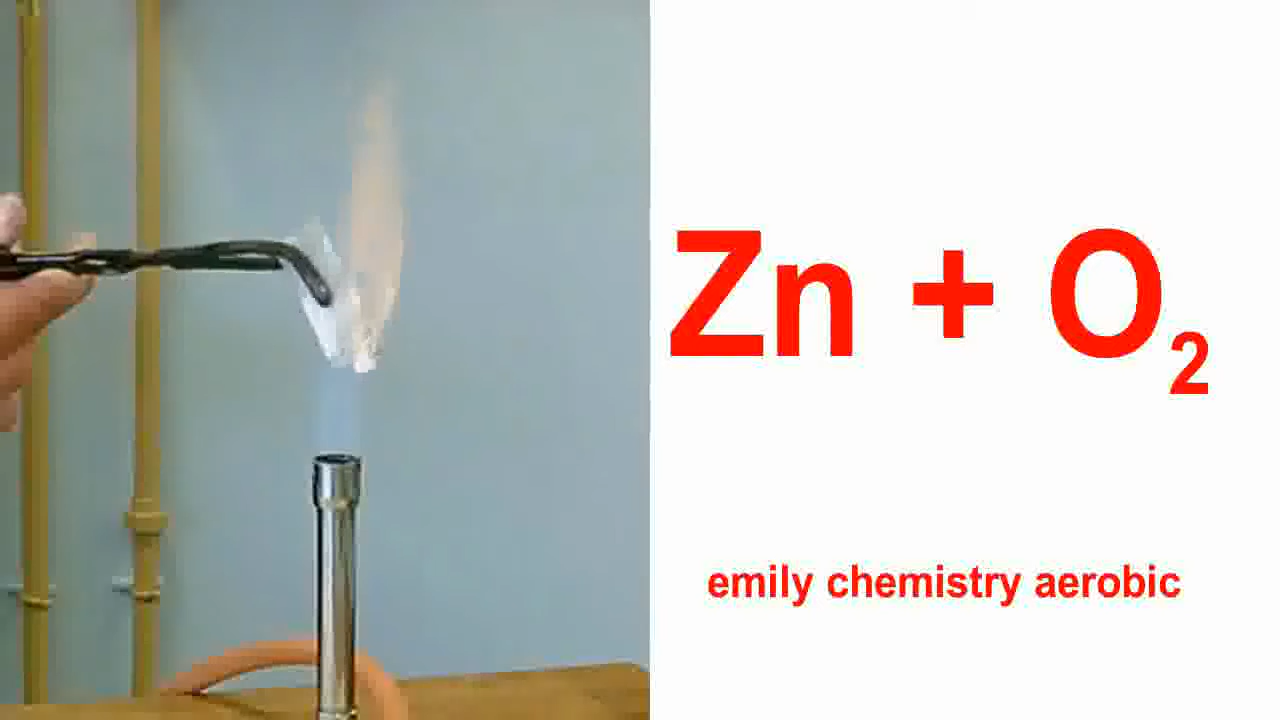 Zn + O₂
emily chemistry aerobic